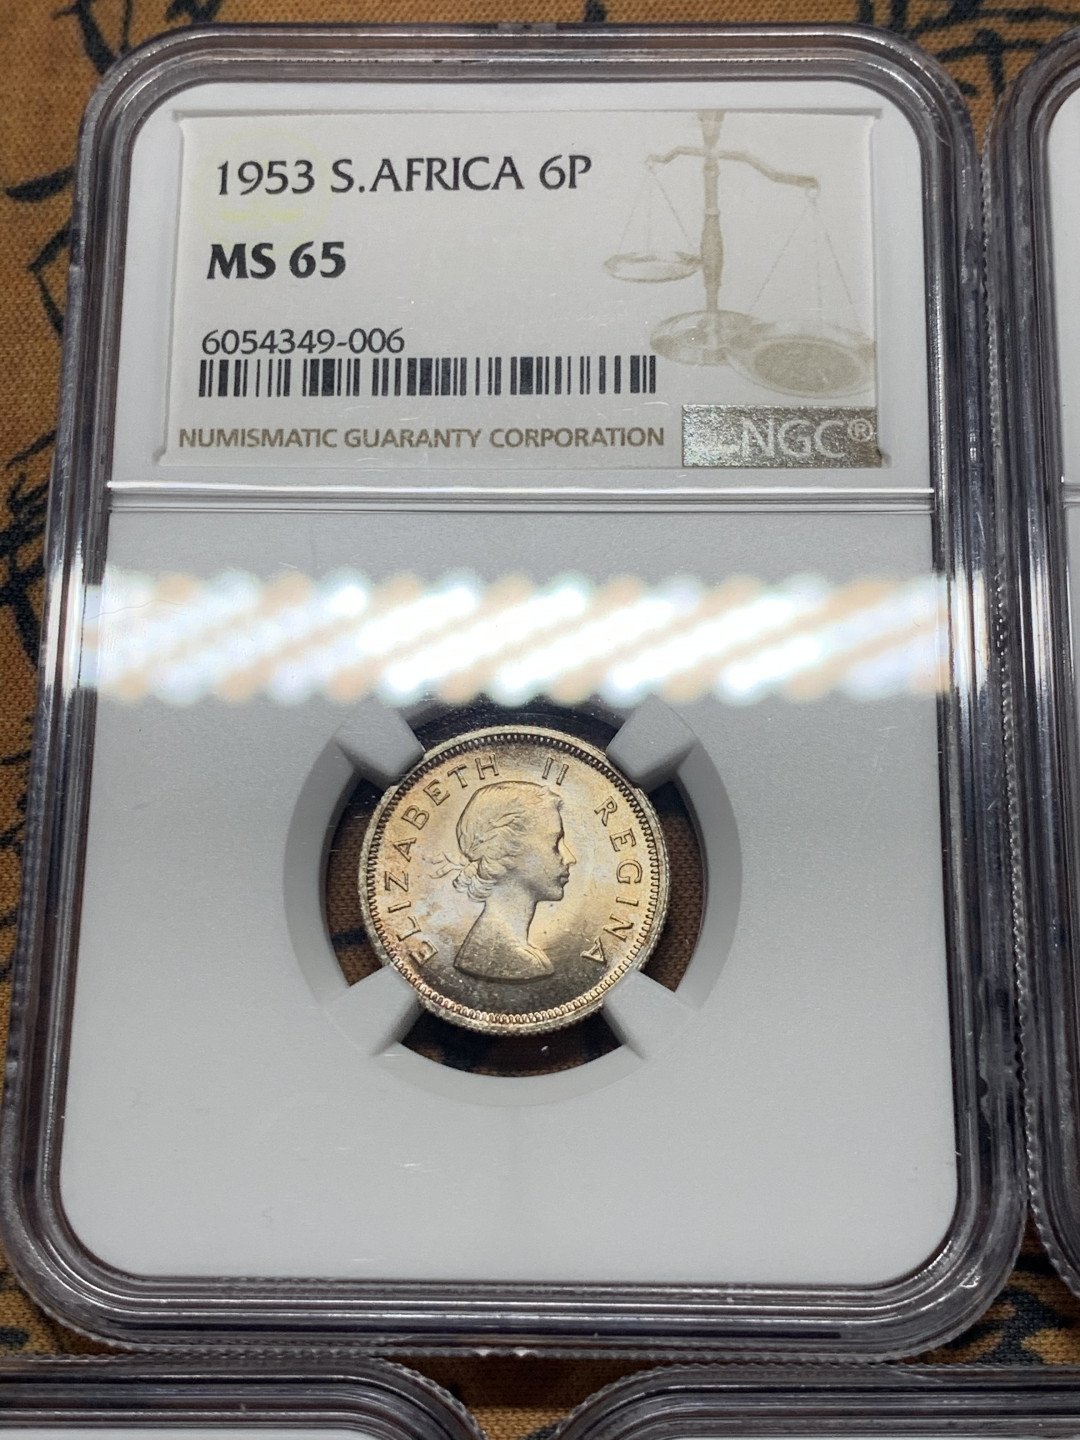 1953 S.AFRICA 6P
MS 65
6054349-006
NUMISMATIC GUARANTY CORPORATION
NGC®
ELIZABETH II REGINA